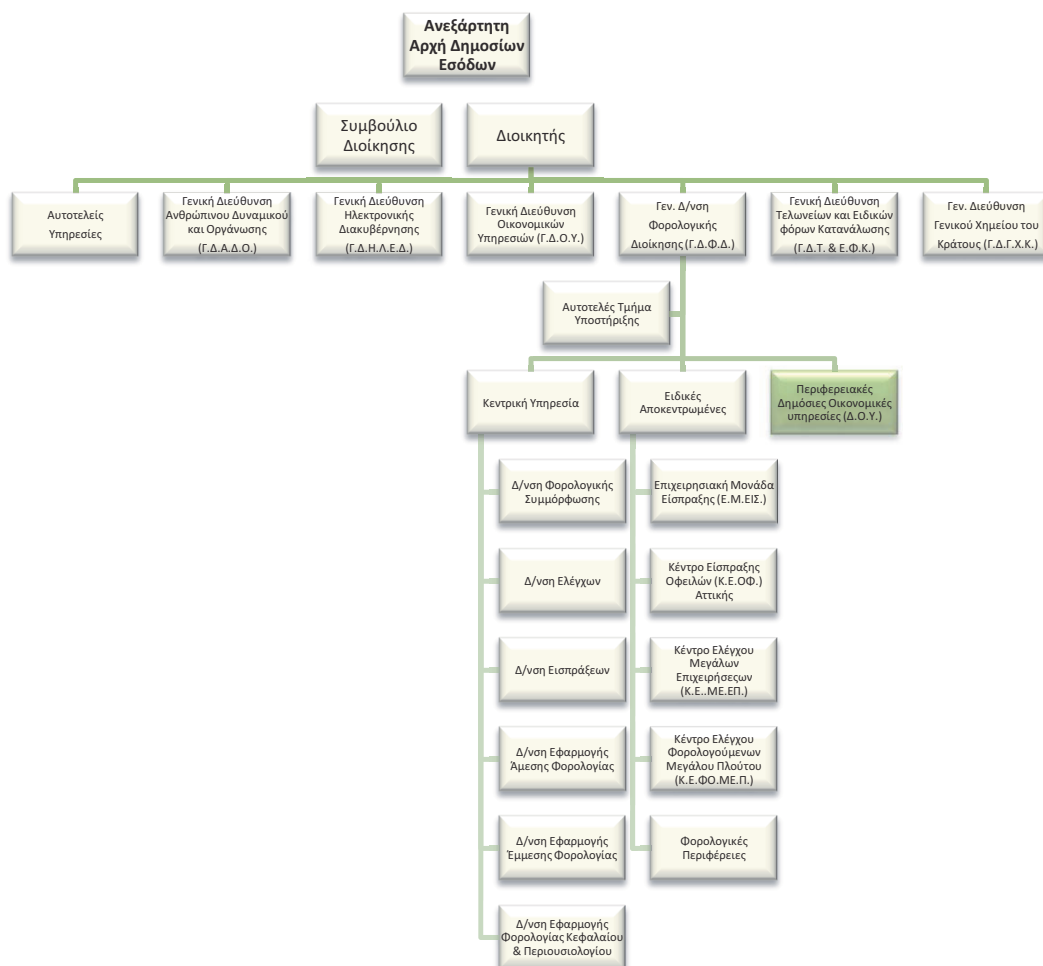 Ανεξάρτητη
Αρχή Δημοσίων
Εσόδων
Συμβούλιο
Διοίκησης
Διοικητής
Αυτοτελείς
Υπηρεσίες
Γενική Διεύθυνση
Ανθρώπινου Δυναμικού
και Οργάνωσης
(Γ.Δ.Α.Δ.Ο.)
Γενική Διεύθυνση
Ηλεκτρονικής
Διακυβέρνησης
(Γ.Δ.Η.Λ.Ε.Δ.)
Γενική Διεύθυνση
Οικονομικών
Υπηρεσιών (Γ.Δ.Ο.Υ.)
Γεν. Δ/νση
Φορολογικής
Διοίκησης (Γ.Δ.Φ.Δ.)
Γενική Διεύθυνση
Τελωνείων και Ειδικών
φόρων Κατανάλωσης
(Γ.Δ.Τ. & Ε.Φ.Κ.)
Γεν. Διεύθυνση
Γενικού Χημείου του
Κράτους (Γ.Δ.Γ.Χ.Κ.)
Αυτοτελές Τμήμα
Υποστήριξης
Κεντρική Υπηρεσία
Ειδικές
Αποκεντρωμένες
Περιφερειακές
Δημόσιες Οικονομικές
υπηρεσίες (Δ.Ο.Υ.)
Δ/νση Φορολογικής
Συμμόρφωσης
Δ/νση Ελέγχων
Δ/νση Εισπράξεων
Δ/νση Εφαρμογής
Άμεσης Φορολογίας
Δ/νση Εφαρμογής
Έμμεσης Φορολογίας
Δ/νση Εφαρμογής
Φορολογίας Κεφαλαίου
& Περιουσιολογίου
Επιχειρησιακή Μονάδα
Είσπραξης (Ε.Μ.ΕΙΣ.)
Κέντρο Είσπραξης
Οφειλών (Κ.Ε.ΟΦ.)
Αττικής
Κέντρο Ελέγχου
Μεγάλων
Επιχειρήσεςων
(Κ.Ε..ΜΕ.ΕΠ.)
Κέντρο Ελέγχου
Φορολογούμενων
Μεγάλου Πλούτου
(Κ.Ε.ΦΟ.ΜΕ.Π.)
Φορολογικές
Περιφέρειες